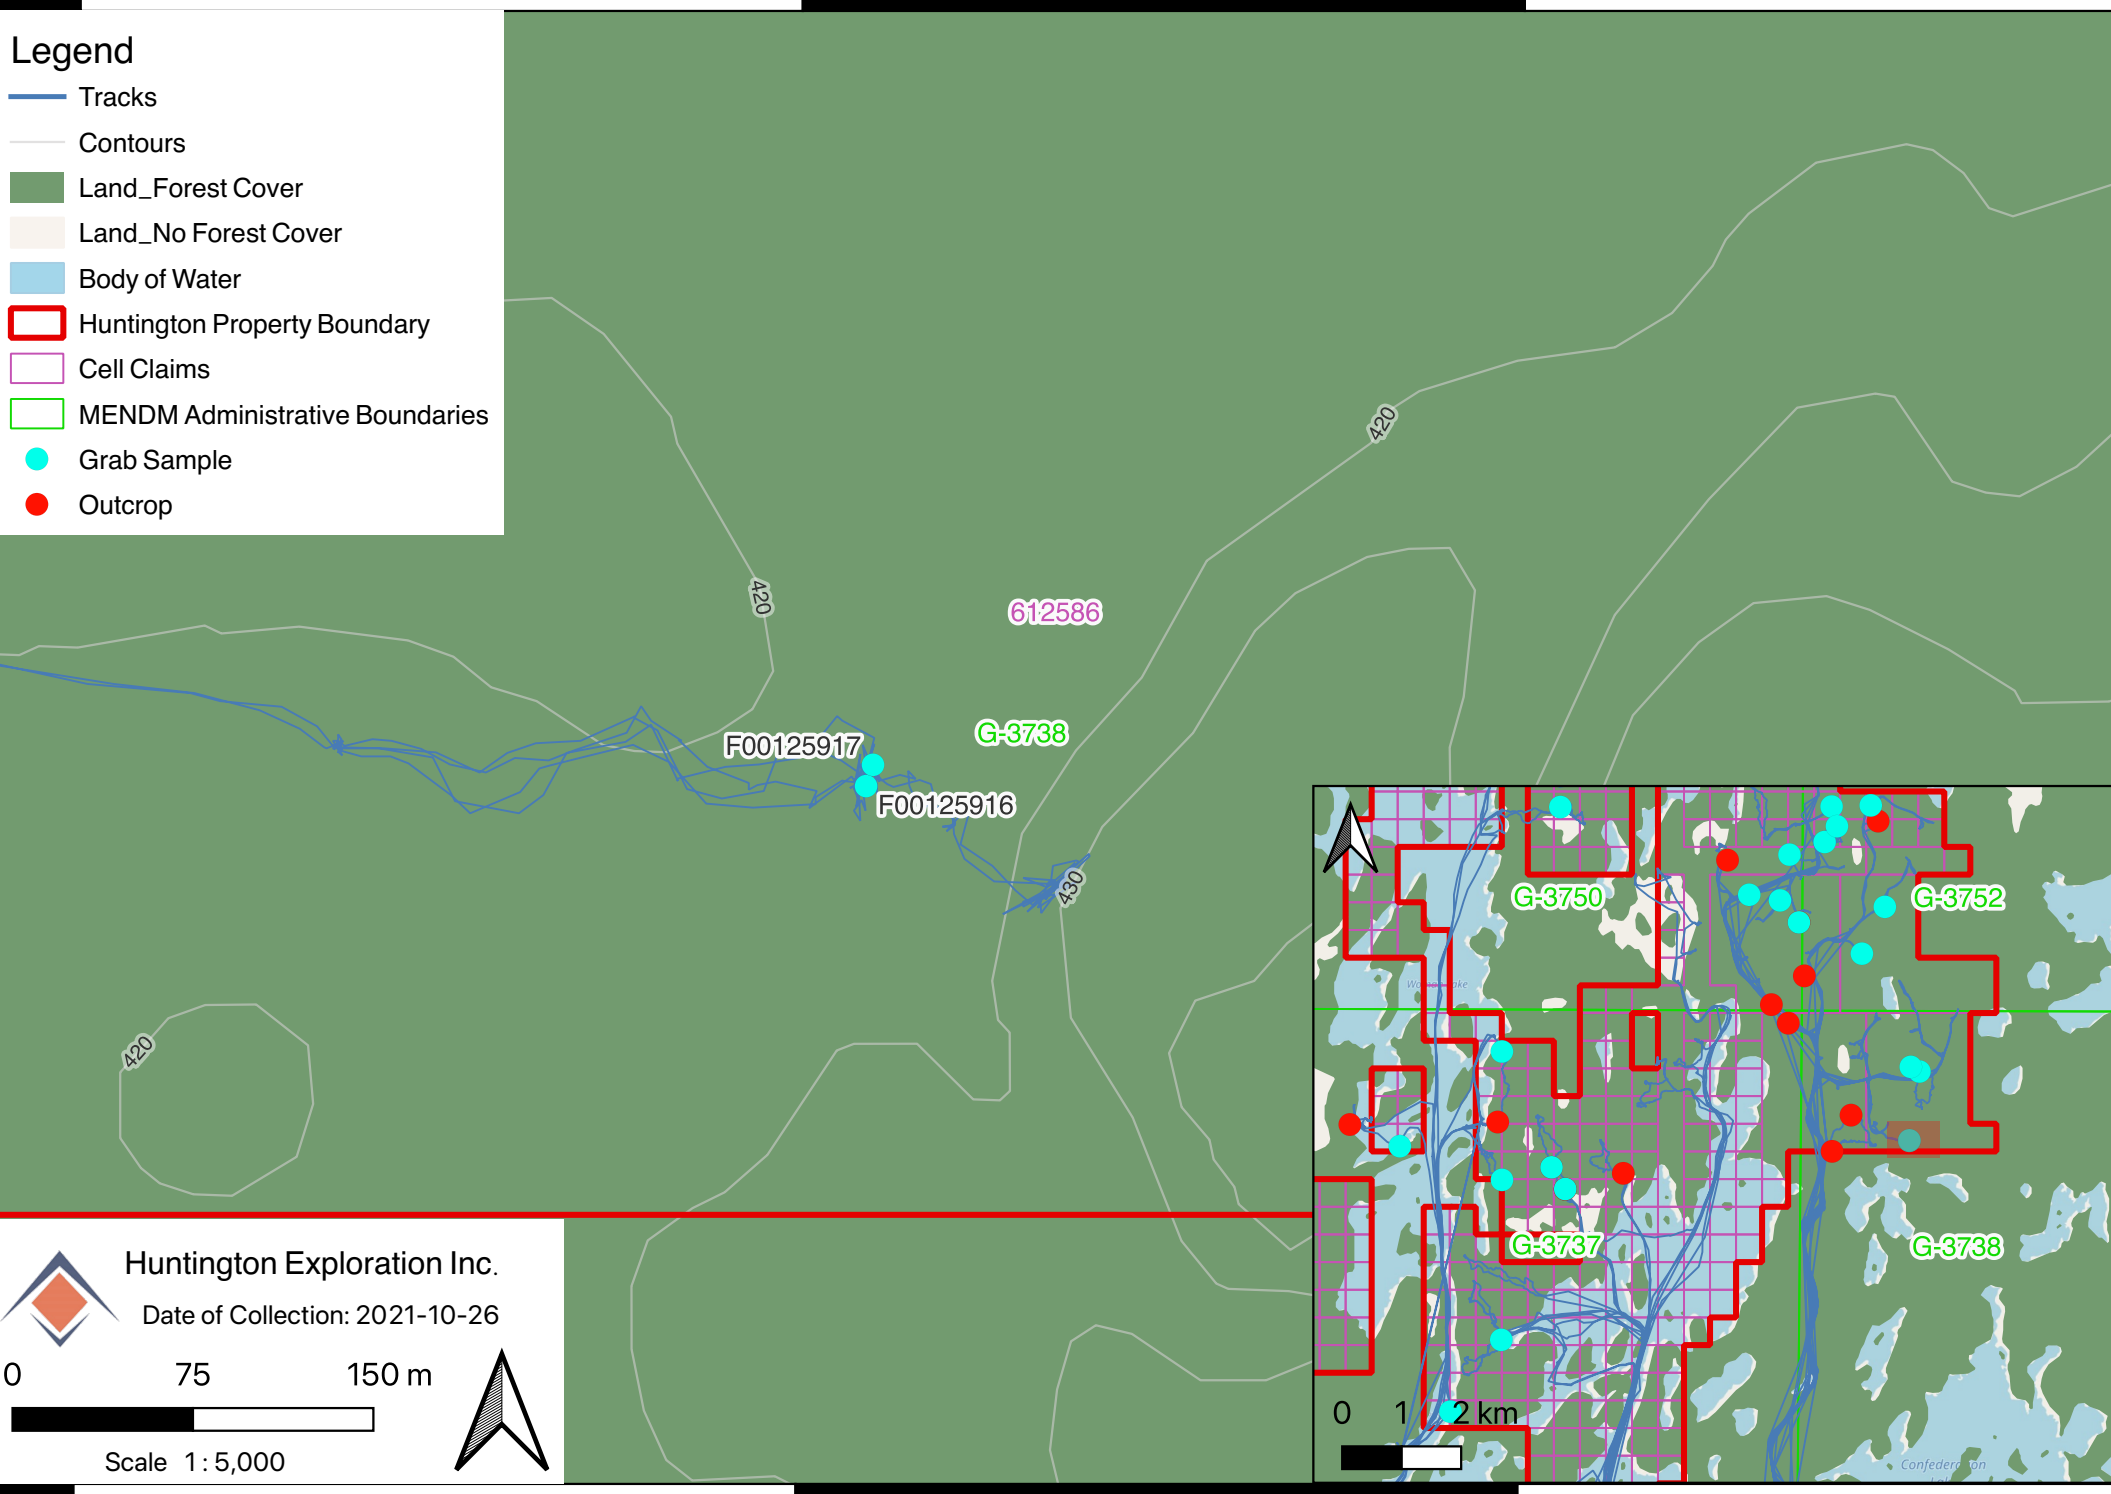 Legend
Tracks
Contours
Land_Forest Cover
Land_No Forest Cover
Body of Water
Huntington Property Boundary
Cell Claims
MENDM Administrative Boundaries
Grab Sample
Outcrop
420
420
612586
G-3738
F00125917
F00125916
430
420
G-3750
G-3752
G-3737
G-3738
0 1 2 km
Huntington Exploration Inc.
Date of Collection: 2021-10-26
0 75 150 m
Scale 1 : 5,000